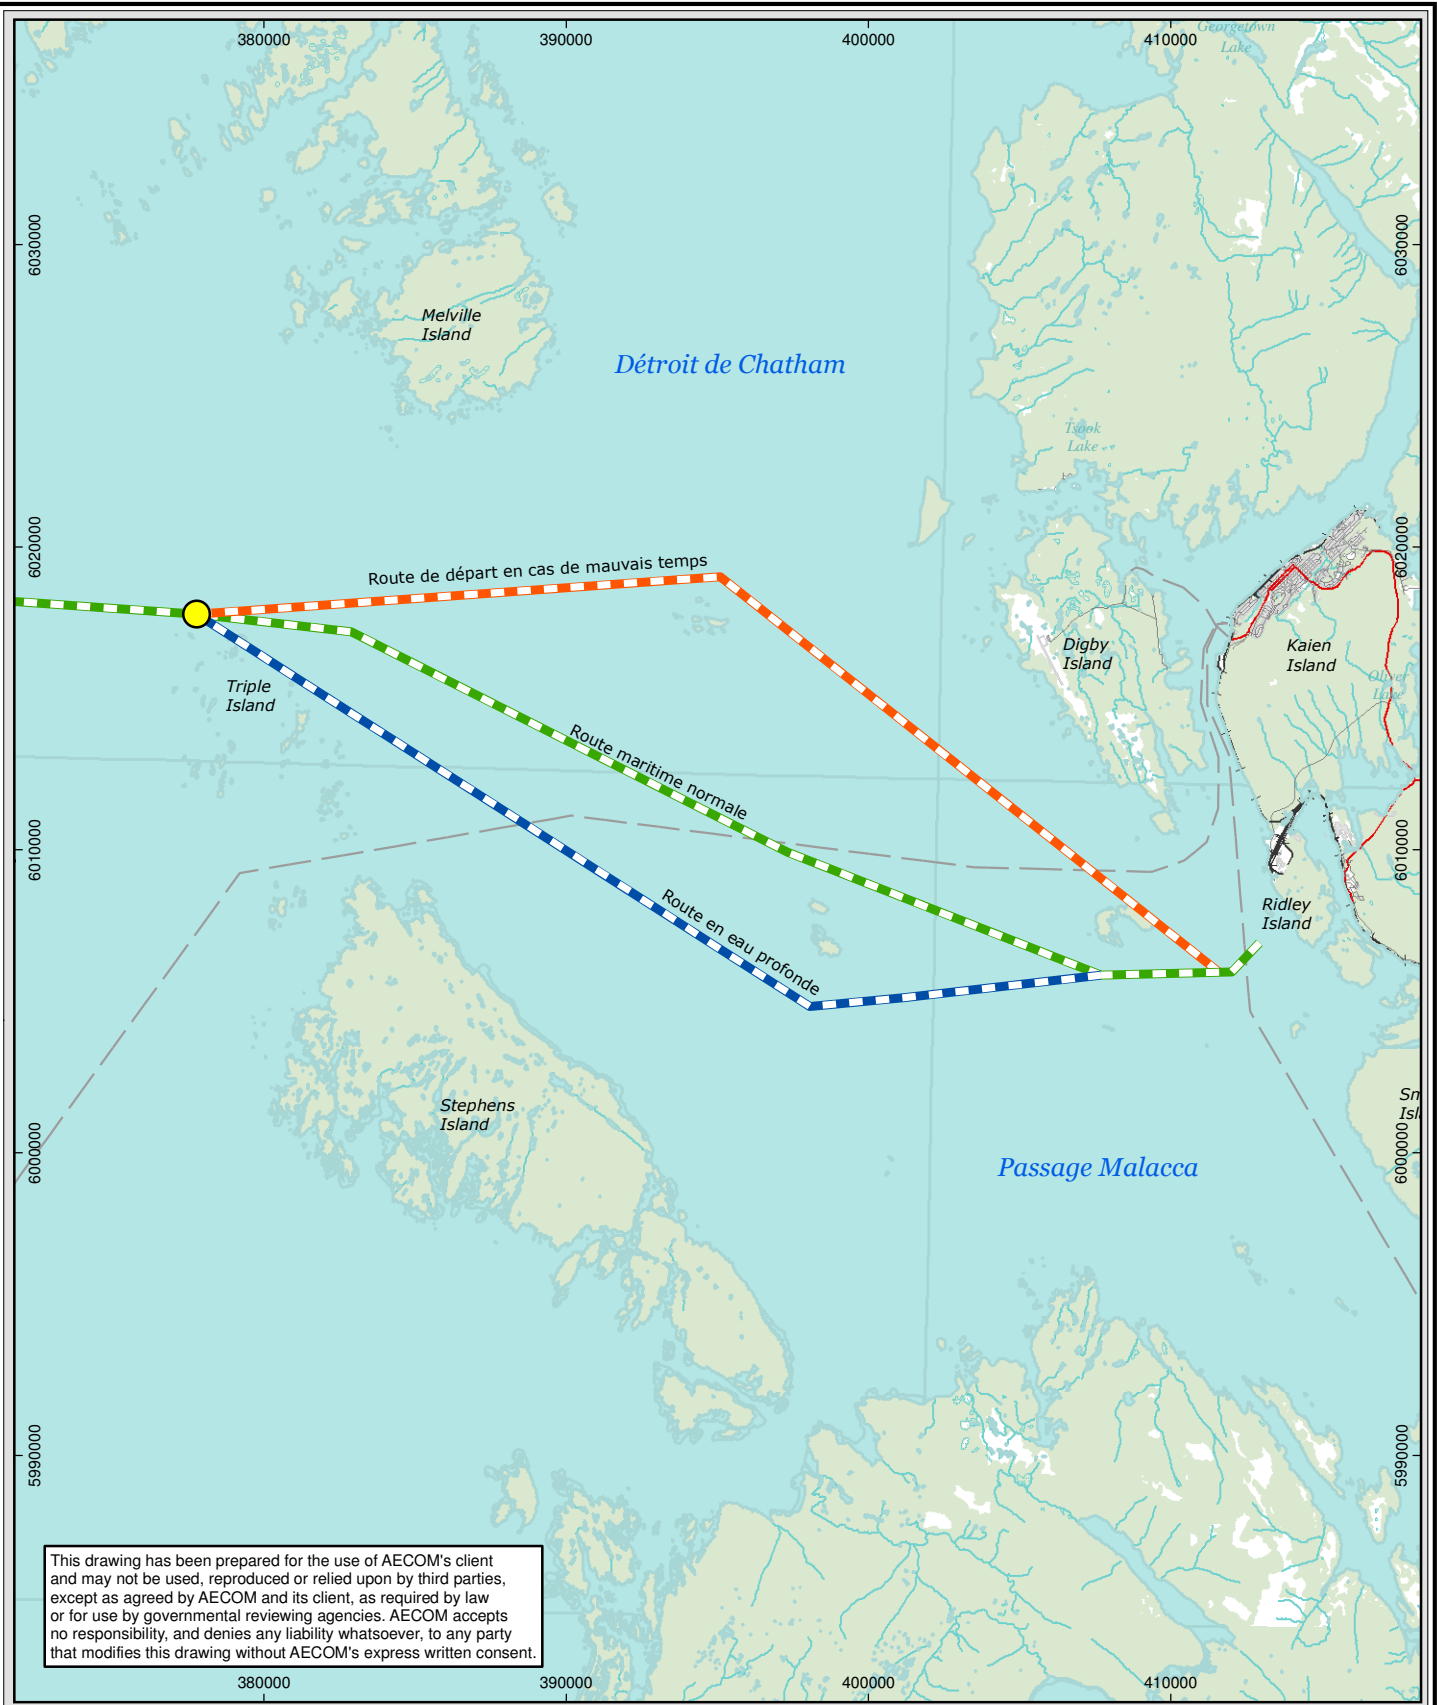 380000
390000
400000
410000
Georgetown
Lake
6030000
6030000
Melville
Island
Détroit de Chatham
Tsook
Lake
6020000
6020000
Route de départ en cas de mauvais temps
Digby
Island
Kaien
Island
Oliver
Lake
Triple
Island
Route maritime normale
6010000
6010000
Route en eau profonde
Ridley
Island
Stephens
Island
Sm
Isl
6000000
6000000
Passage Malacca
5990000
5990000
This drawing has been prepared for the use of AECOM's client
and may not be used, reproduced or relied upon by third parties,
except as agreed by AECOM and its client, as required by law
or for use by governmental reviewing agencies. AECOM accepts
no responsibility, and denies any liability whatsoever, to any party
that modifies this drawing without AECOM's express written consent.
380000
390000
400000
410000